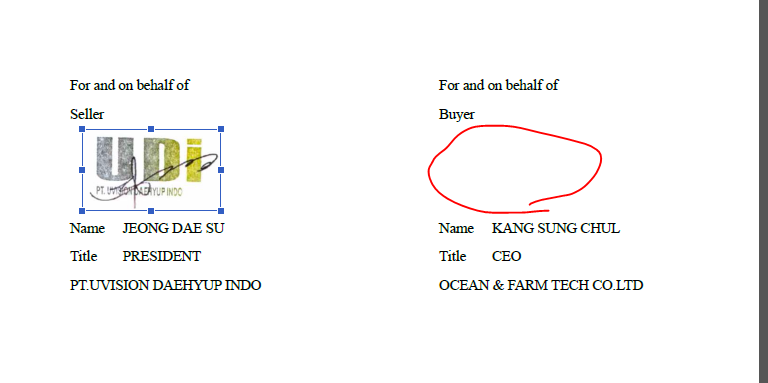 For and on behalf of
Seller
UDi
PT. UVISION DAEHYUP INDO
Name JEONG DAE SU
Title PRESIDENT
PT.UVISION DAEHYUP INDO
For and on behalf of
Buyer
Name KANG SUNG CHUL
Title CEO
OCEAN & FARM TECH CO.LTD